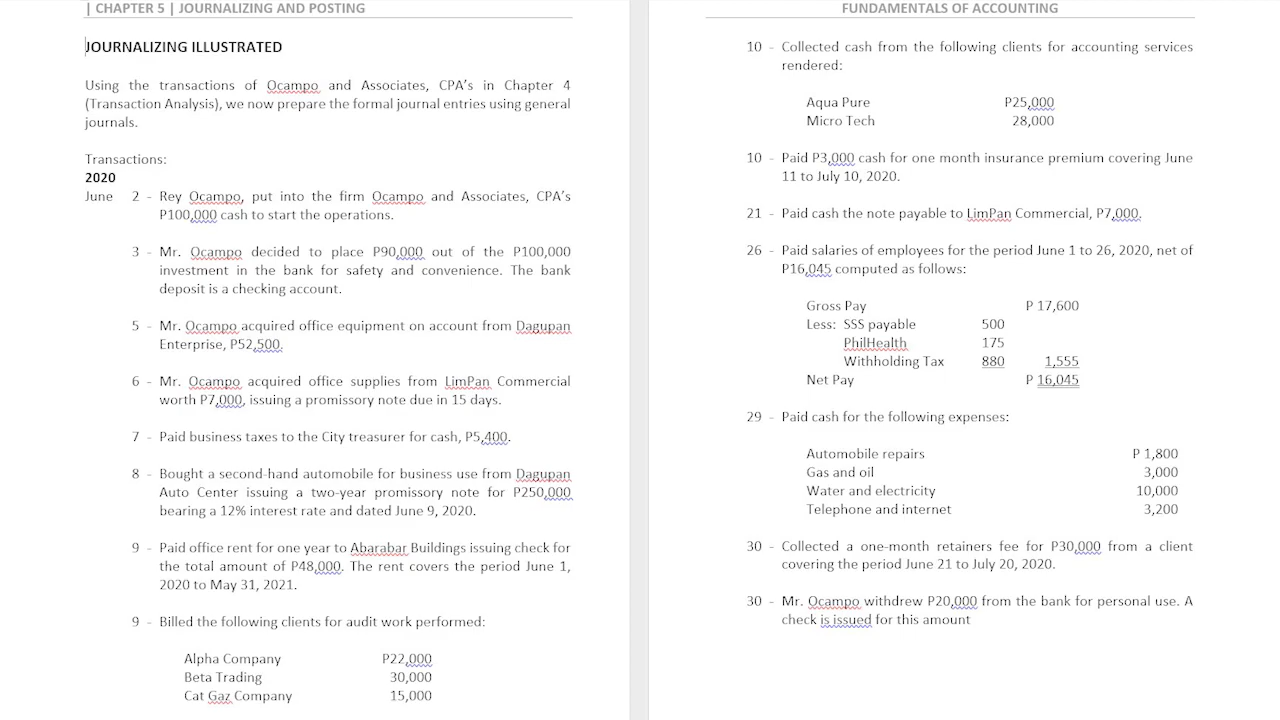 | CHAPTER 5 | JOURNALIZING AND POSTING
JOURNALIZING ILLUSTRATED
Using the transactions of Ocampo and Associates, CPA's in Chapter 4
(Transaction Analysis), we now prepare the formal journal entries using general
journals.
Transactions:
2020
June 2 - Rey Ocampo, put into the firm Ocampo and Associates, CPA's
P100,000 cash to start the operations.
3 - Mr. Ocampo decided to place P90,000 out of the P100,000
investment in the bank for safety and convenience. The bank
deposit is a checking account.
5 - Mr. Ocampo acquired office equipment on account from Dagupan
Enterprise, P52,500.
6 - Mr. Ocampo acquired office supplies from LimPan Commercial
worth P7,000, issuing a promissory note due in 15 days.
7 - Paid business taxes to the City treasurer for cash, P5,400.
8 - Bought a second-hand automobile for business use from Dagupan
Auto Center issuing a two-year promissory note for P250,000
bearing a 12% interest rate and dated June 9, 2020.
9 - Paid office rent for one year to Abarabar Buildings issuing check for
the total amount of P48,000. The rent covers the period June 1,
2020 to May 31, 2021.
9 - Billed the following clients for audit work performed:
Alpha Company P22,000
Beta Trading 30,000
Cat Gaz Company 15,000
FUNDAMENTALS OF ACCOUNTING
10 - Collected cash from the following clients for accounting services
rendered:
Aqua Pure P25,000
Micro Tech 28,000
10 - Paid P3,000 cash for one month insurance premium covering June
11 to July 10, 2020.
21 - Paid cash the note payable to LimPan Commercial, P7,000.
26 - Paid salaries of employees for the period June 1 to 26, 2020, net of
P16,045 computed as follows:
Gross Pay P 17,600
Less: SSS payable 500
PhilHealth 175
Withholding Tax 880 1,555
Net Pay P 16,045
29 - Paid cash for the following expenses:
Automobile repairs P 1,800
Gas and oil 3,000
Water and electricity 10,000
Telephone and internet 3,200
30 - Collected a one-month retainers fee for P30,000 from a client
covering the period June 21 to July 20, 2020.
30 - Mr. Ocampo withdrew P20,000 from the bank for personal use. A
check is issued for this amount